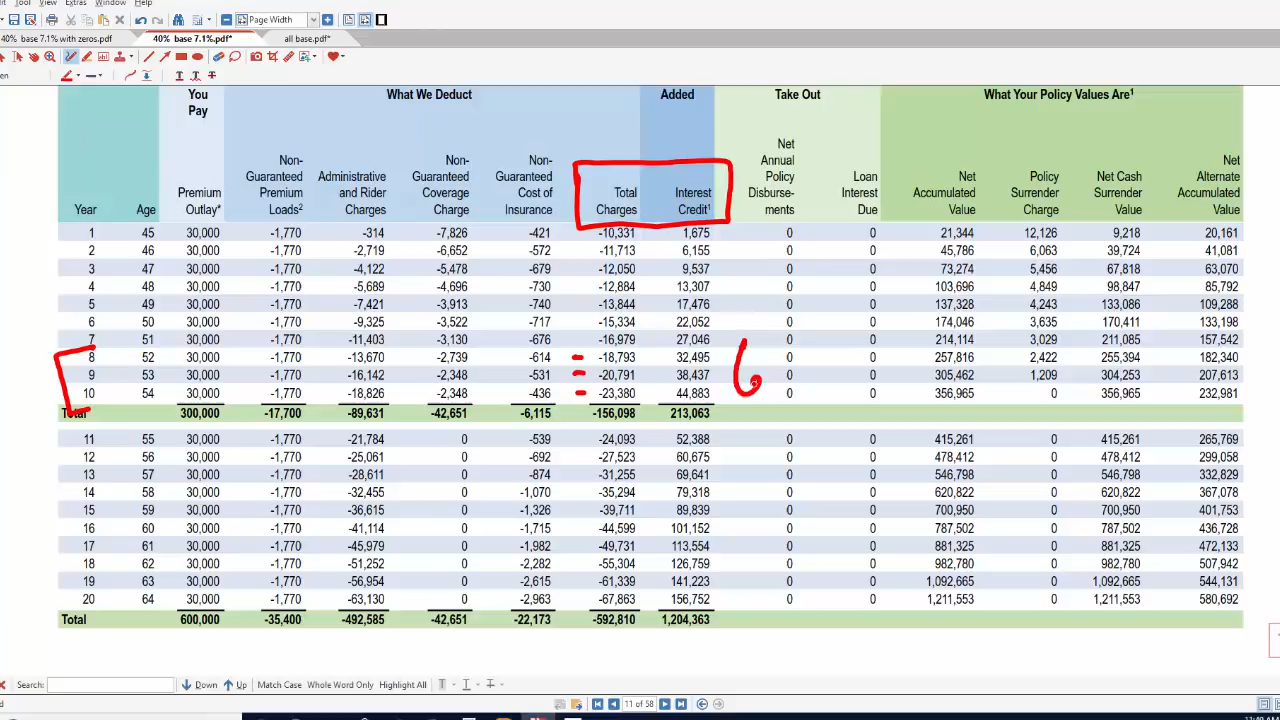 Tool View Extras Window Help
Page Width
40% base 7.1% with zeros.pdf 40% base 7.1%.pdf* all base.pdf*
You Pay What We Deduct Added Take Out What Your Policy Values Are¹
Year Age Premium Outlay* Non-Guaranteed Premium Loads² Administrative and Rider Charges Non-Guaranteed Coverage Charge Non-Guaranteed Cost of Insurance Total Charges Interest Credit¹ Net Annual Policy Disburse-ments Loan Interest Due Net Accumulated Value Policy Surrender Charge Net Cash Surrender Value Net Alternate Accumulated Value
1 45 30,000 -1,770 -314 -7,826 -421 -10,331 1,675 0 0 21,344 12,126 9,218 20,161
2 46 30,000 -1,770 -2,719 -6,652 -572 -11,713 6,155 0 0 45,786 6,063 39,724 41,081
3 47 30,000 -1,770 -4,122 -5,478 -679 -12,050 9,537 0 0 73,274 5,456 67,818 63,070
4 48 30,000 -1,770 -5,689 -4,696 -730 -12,884 13,307 0 0 103,696 4,849 98,847 85,792
5 49 30,000 -1,770 -7,421 -3,913 -740 -13,844 17,476 0 0 137,328 4,243 133,086 109,288
6 50 30,000 -1,770 -9,325 -3,522 -717 -15,334 22,052 0 0 174,046 3,635 170,411 133,198
7 51 30,000 -1,770 -11,403 -3,130 -676 -16,979 27,046 0 0 214,114 3,029 211,085 157,542
8 52 30,000 -1,770 -13,670 -2,739 -614 -18,793 32,495 0 0 257,816 2,422 255,394 182,340
9 53 30,000 -1,770 -16,142 -2,348 -531 -20,791 38,437 0 0 305,462 1,209 304,253 207,613
10 54 30,000 -1,770 -18,826 -2,348 -436 -23,380 44,883 0 0 356,965 0 356,965 232,981
Total 300,000 -17,700 -89,631 -42,651 -6,115 -156,098 213,063
6
11 55 30,000 -1,770 -21,784 0 -539 -24,093 52,388 0 0 415,261 0 415,261 265,769
12 56 30,000 -1,770 -25,061 0 -692 -27,523 60,675 0 0 478,412 0 478,412 299,058
13 57 30,000 -1,770 -28,611 0 -874 -31,255 69,641 0 0 546,798 0 546,798 332,829
14 58 30,000 -1,770 -32,455 0 -1,070 -35,294 79,318 0 0 620,822 0 620,822 367,078
15 59 30,000 -1,770 -36,615 0 -1,326 -39,711 89,839 0 0 700,950 0 700,950 401,753
16 60 30,000 -1,770 -41,114 0 -1,715 -44,599 101,152 0 0 787,502 0 787,502 436,728
17 61 30,000 -1,770 -45,979 0 -1,982 -49,731 113,554 0 0 881,325 0 881,325 472,133
18 62 30,000 -1,770 -51,252 0 -2,282 -55,304 126,759 0 0 982,780 0 982,780 507,942
19 63 30,000 -1,770 -56,954 0 -2,615 -61,339 141,223 0 0 1,092,665 0 1,092,665 544,131
20 64 30,000 -1,770 -63,130 0 -2,963 -67,863 156,752 0 0 1,211,553 0 1,211,553 580,692
Total 600,000 -35,400 -492,585 -42,651 -22,173 -592,810 1,204,363
Search: Down Up Match Case Whole Word Only Highlight All
11 of 58